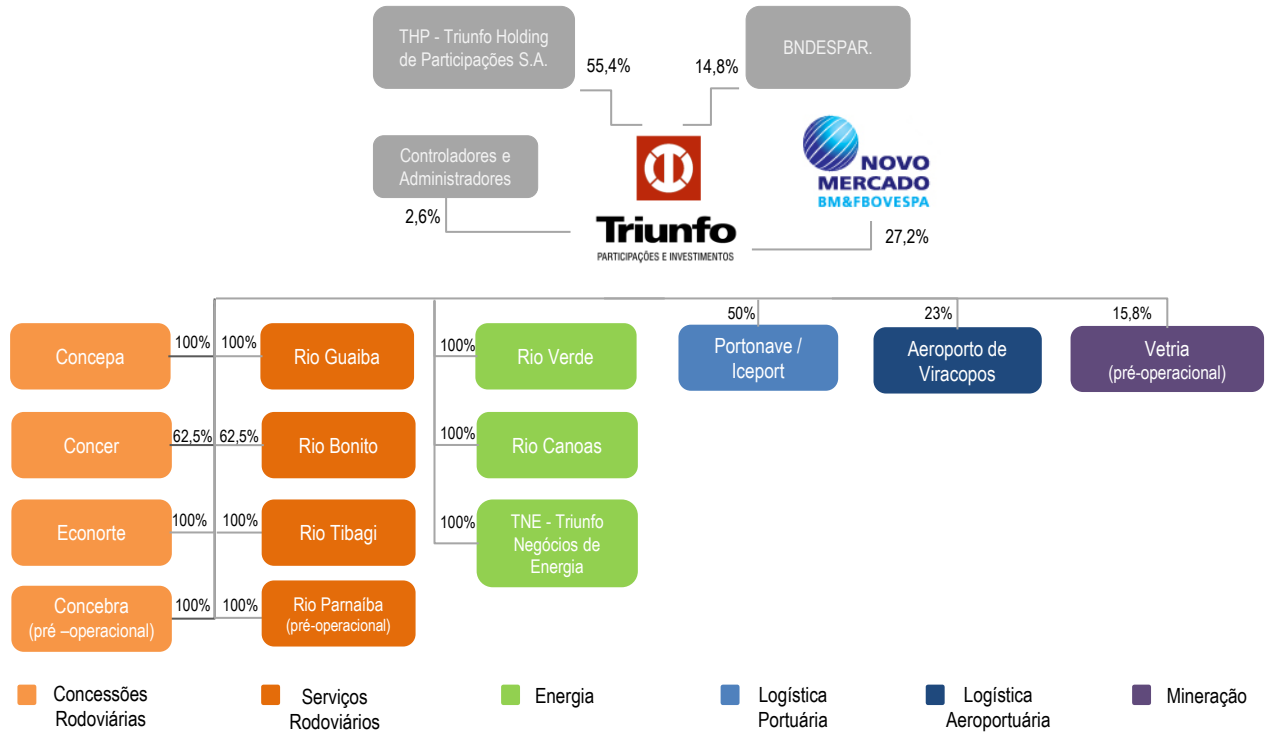 THP - Triunfo Holding
de Participações S.A.
BNDESPAR.
55,4%
14,8%
Controladores e
Administradores
2,6%
NOVO
MERCADO
BM&FBOVESPA
27,2%
Triunfo
PARTICIPAÇÕES E INVESTIMENTOS
Concepa
100%
100%
Rio Guaiba
100%
Rio Verde
50%
Portonave /
Iceport
23%
Aeroporto de
Viracopos
15,8%
Vetria
(pré-operacional)
Concer
62,5%
62,5%
Rio Bonito
100%
Rio Canoas
Econorte
100%
100%
Rio Tibagi
100%
TNE - Triunfo
Negócios de
Energia
Concebra
(pré –operacional)
100%
100%
Rio Parnaíba
(pré-operacional)
Concessões
Rodoviárias
Serviços
Rodoviários
Energia
Logística
Portuária
Logística
Aeroportuária
Mineração